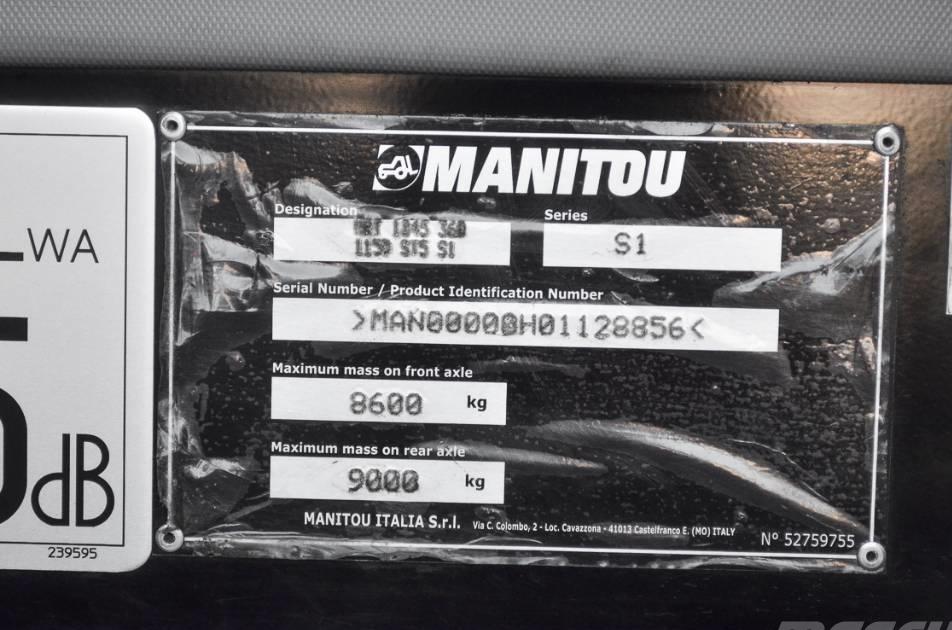 WA
dB
239595
MANITOU
Designation
MRT 1845 360
115D ST5 S1
Series
S1
Serial Number / Product Identification Number
>MAN00000H01128856<
Maximum mass on front axle
8600 kg
Maximum mass on rear axle
9000 kg
MANITOU ITALIA S.r.l. Via C. Colombo, 2 - Loc. Cavazzona - 41013 Castelfranco E. (MO) ITALY
N° 52759755